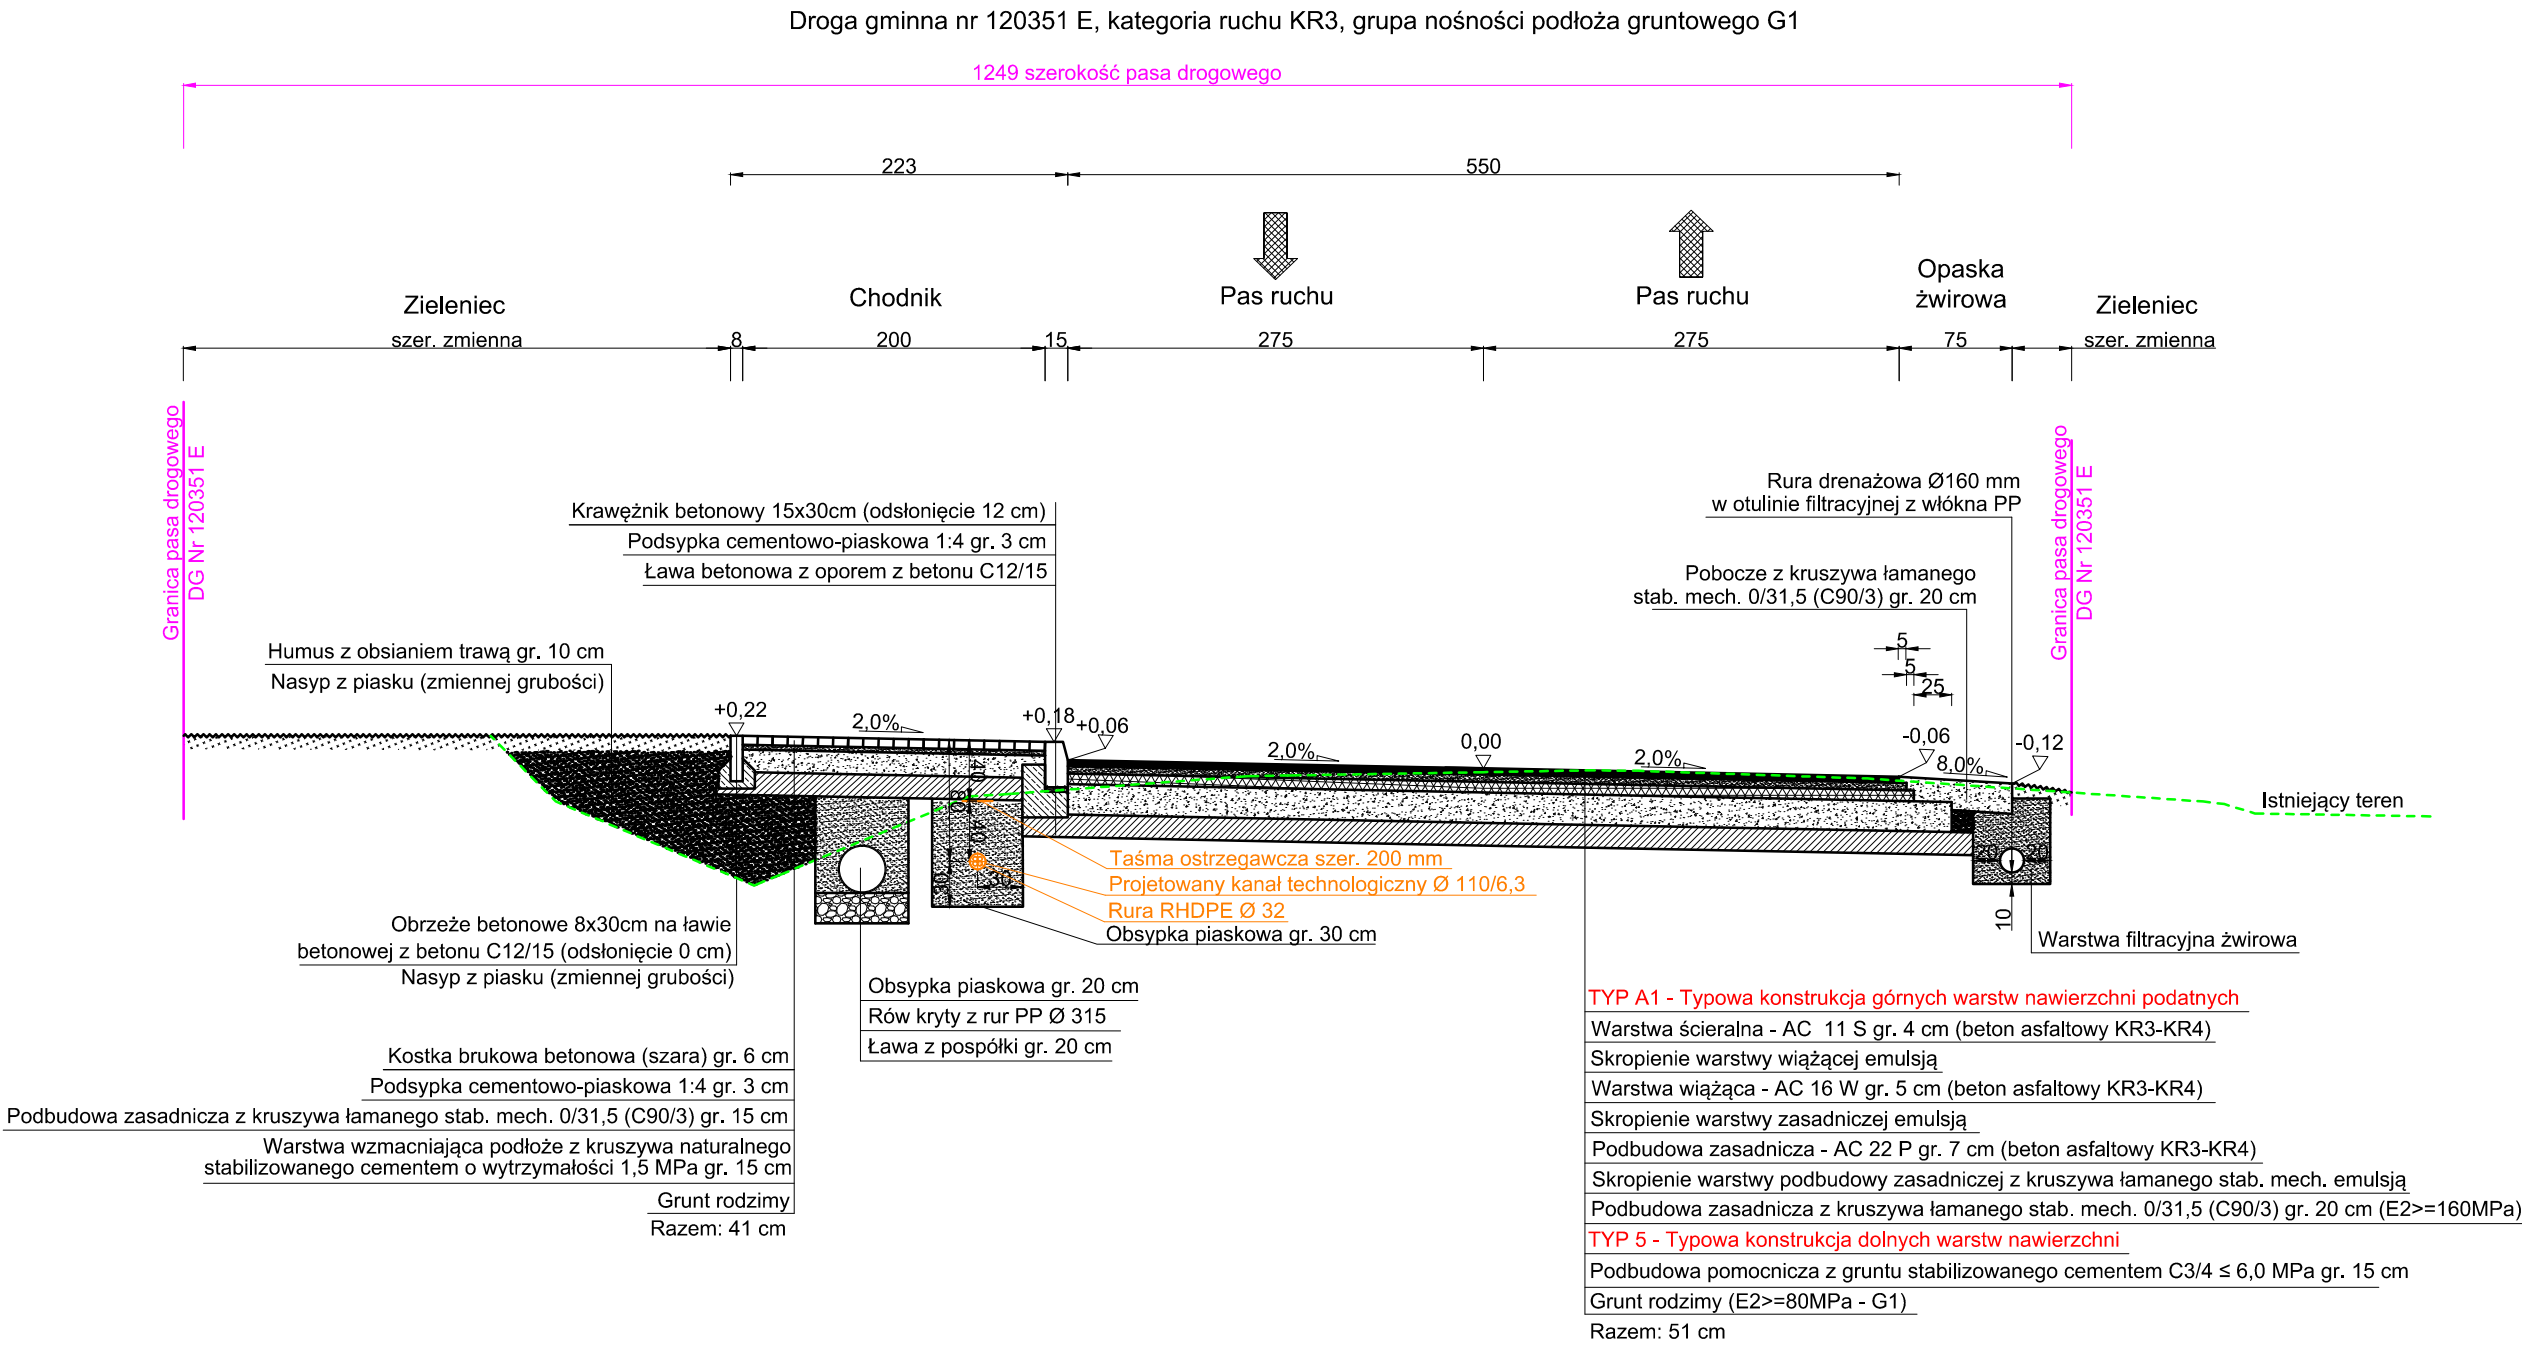 Droga gminna nr 120351 E, kategoria ruchu KR3, grupa nośności podłoża gruntowego G1
1249 szerokość pasa drogowego
223
550
Zieleniec
szer. zmienna
8
Chodnik
200
15
Pas ruchu
275
Pas ruchu
275
Opaska
żwirowa
75
Zieleniec
szer. zmienna
Granica pasa drogowego
DG Nr 120351 E
Granica pasa drogowego
DG Nr 120351 E
Krawężnik betonowy 15x30cm (odsłonięcie 12 cm)
Podsypka cementowo-piaskowa 1:4 gr. 3 cm
Ława betonowa z oporem z betonu C12/15
Rura drenażowa Ø160 mm
w otulinie filtracyjnej z włókna PP
Pobocze z kruszywa łamanego
stab. mech. 0/31,5 (C90/3) gr. 20 cm
5
5
25
Humus z obsianiem trawą gr. 10 cm
Nasyp z piasku (zmiennej grubości)
+0,22
2,0%
+0,18
+0,06
2,0%
0,00
2,0%
-0,06
8.0%
-0,12
Istniejący teren
40
80
40
30
30
20
20
10
Taśma ostrzegawcza szer. 200 mm
Projetowany kanał technologiczny Ø 110/6,3
Rura RHDPE Ø 32
Obsypka piaskowa gr. 30 cm
Warstwa filtracyjna żwirowa
Obrzeże betonowe 8x30cm na ławie
betonowej z betonu C12/15 (odsłonięcie 0 cm)
Nasyp z piasku (zmiennej grubości)
Obsypka piaskowa gr. 20 cm
Rów kryty z rur PP Ø 315
Ława z pospółki gr. 20 cm
Kostka brukowa betonowa (szara) gr. 6 cm
Podsypka cementowo-piaskowa 1:4 gr. 3 cm
Podbudowa zasadnicza z kruszywa łamanego stab. mech. 0/31,5 (C90/3) gr. 15 cm
Warstwa wzmacniająca podłoże z kruszywa naturalnego
stabilizowanego cementem o wytrzymałości 1,5 MPa gr. 15 cm
Grunt rodzimy
Razem: 41 cm
TYP A1 - Typowa konstrukcja górnych warstw nawierzchni podatnych
Warstwa ścieralna - AC 11 S gr. 4 cm (beton asfaltowy KR3-KR4)
Skropienie warstwy wiążącej emulsją
Warstwa wiążąca - AC 16 W gr. 5 cm (beton asfaltowy KR3-KR4)
Skropienie warstwy zasadniczej emulsją
Podbudowa zasadnicza - AC 22 P gr. 7 cm (beton asfaltowy KR3-KR4)
Skropienie warstwy podbudowy zasadniczej z kruszywa łamanego stab. mech. emulsją
Podbudowa zasadnicza z kruszywa łamanego stab. mech. 0/31,5 (C90/3) gr. 20 cm (E2>=160MPa)
TYP 5 - Typowa konstrukcja dolnych warstw nawierzchni
Podbudowa pomocnicza z gruntu stabilizowanego cementem C3/4 ≤ 6,0 MPa gr. 15 cm
Grunt rodzimy (E2>=80MPa - G1)
Razem: 51 cm